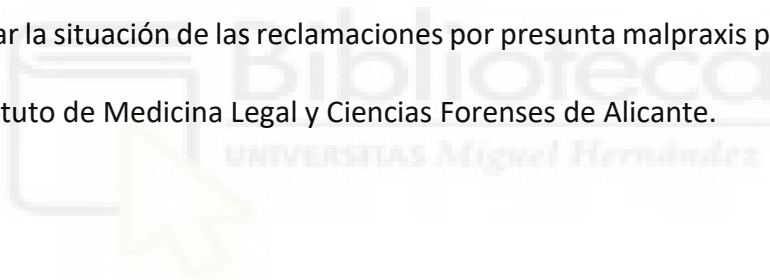 ar la situación de las reclamaciones por presunta malpraxis p
Biblioteca
tuto de Medicina Legal y Ciencias Forenses de Alicante.
UNIVERSITAS Miguel Hernández